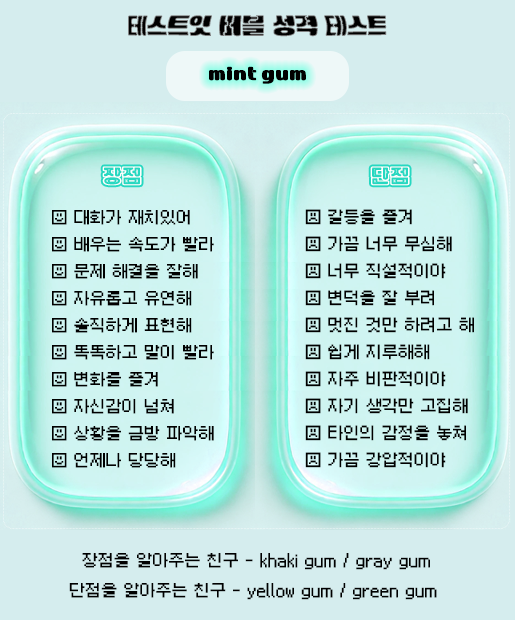 테스트잇 버블 성격 테스트
mint gum
장점
대화가 재치있어
배우는 속도가 빨라
문제 해결을 잘해
자유롭고 유연해
솔직하게 표현해
똑똑하고 말이 빨라
변화를 즐겨
자신감이 넘쳐
상황을 금방 파악해
언제나 당당해
단점
갈등을 즐겨
가끔 너무 무심해
너무 직설적이야
변덕을 잘 부려
멋진 것만 하려고 해
쉽게 지루해해
자주 비판적이야
자기 생각만 고집해
타인의 감정을 놓쳐
가끔 강압적이야
장점을 알아주는 친구 - khaki gum / gray gum
단점을 알아주는 친구 - yellow gum / green gum